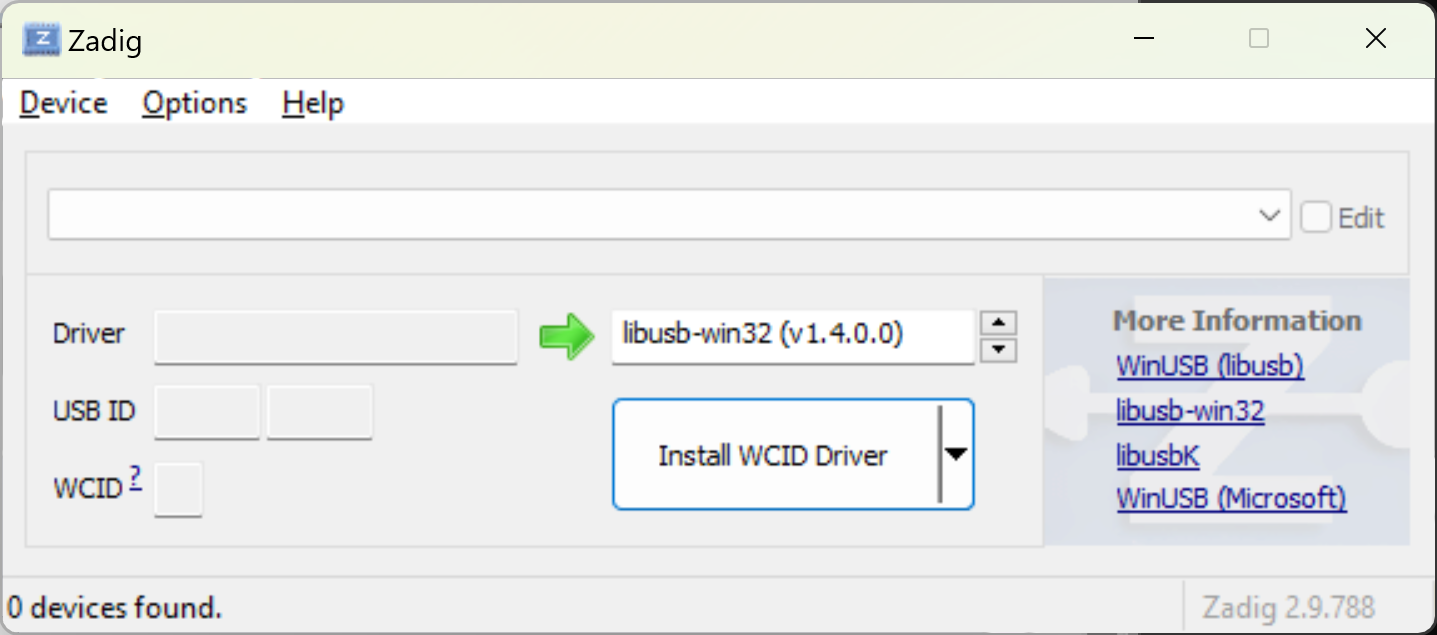 Zadig
Device Options Help
Edit
Driver
libusb-win32 (v1.4.0.0)
USB ID
WCID ?
Install WCID Driver
More Information
WinUSB (libusb)
libusb-win32
libusbK
WinUSB (Microsoft)
0 devices found.
Zadig 2.9.788